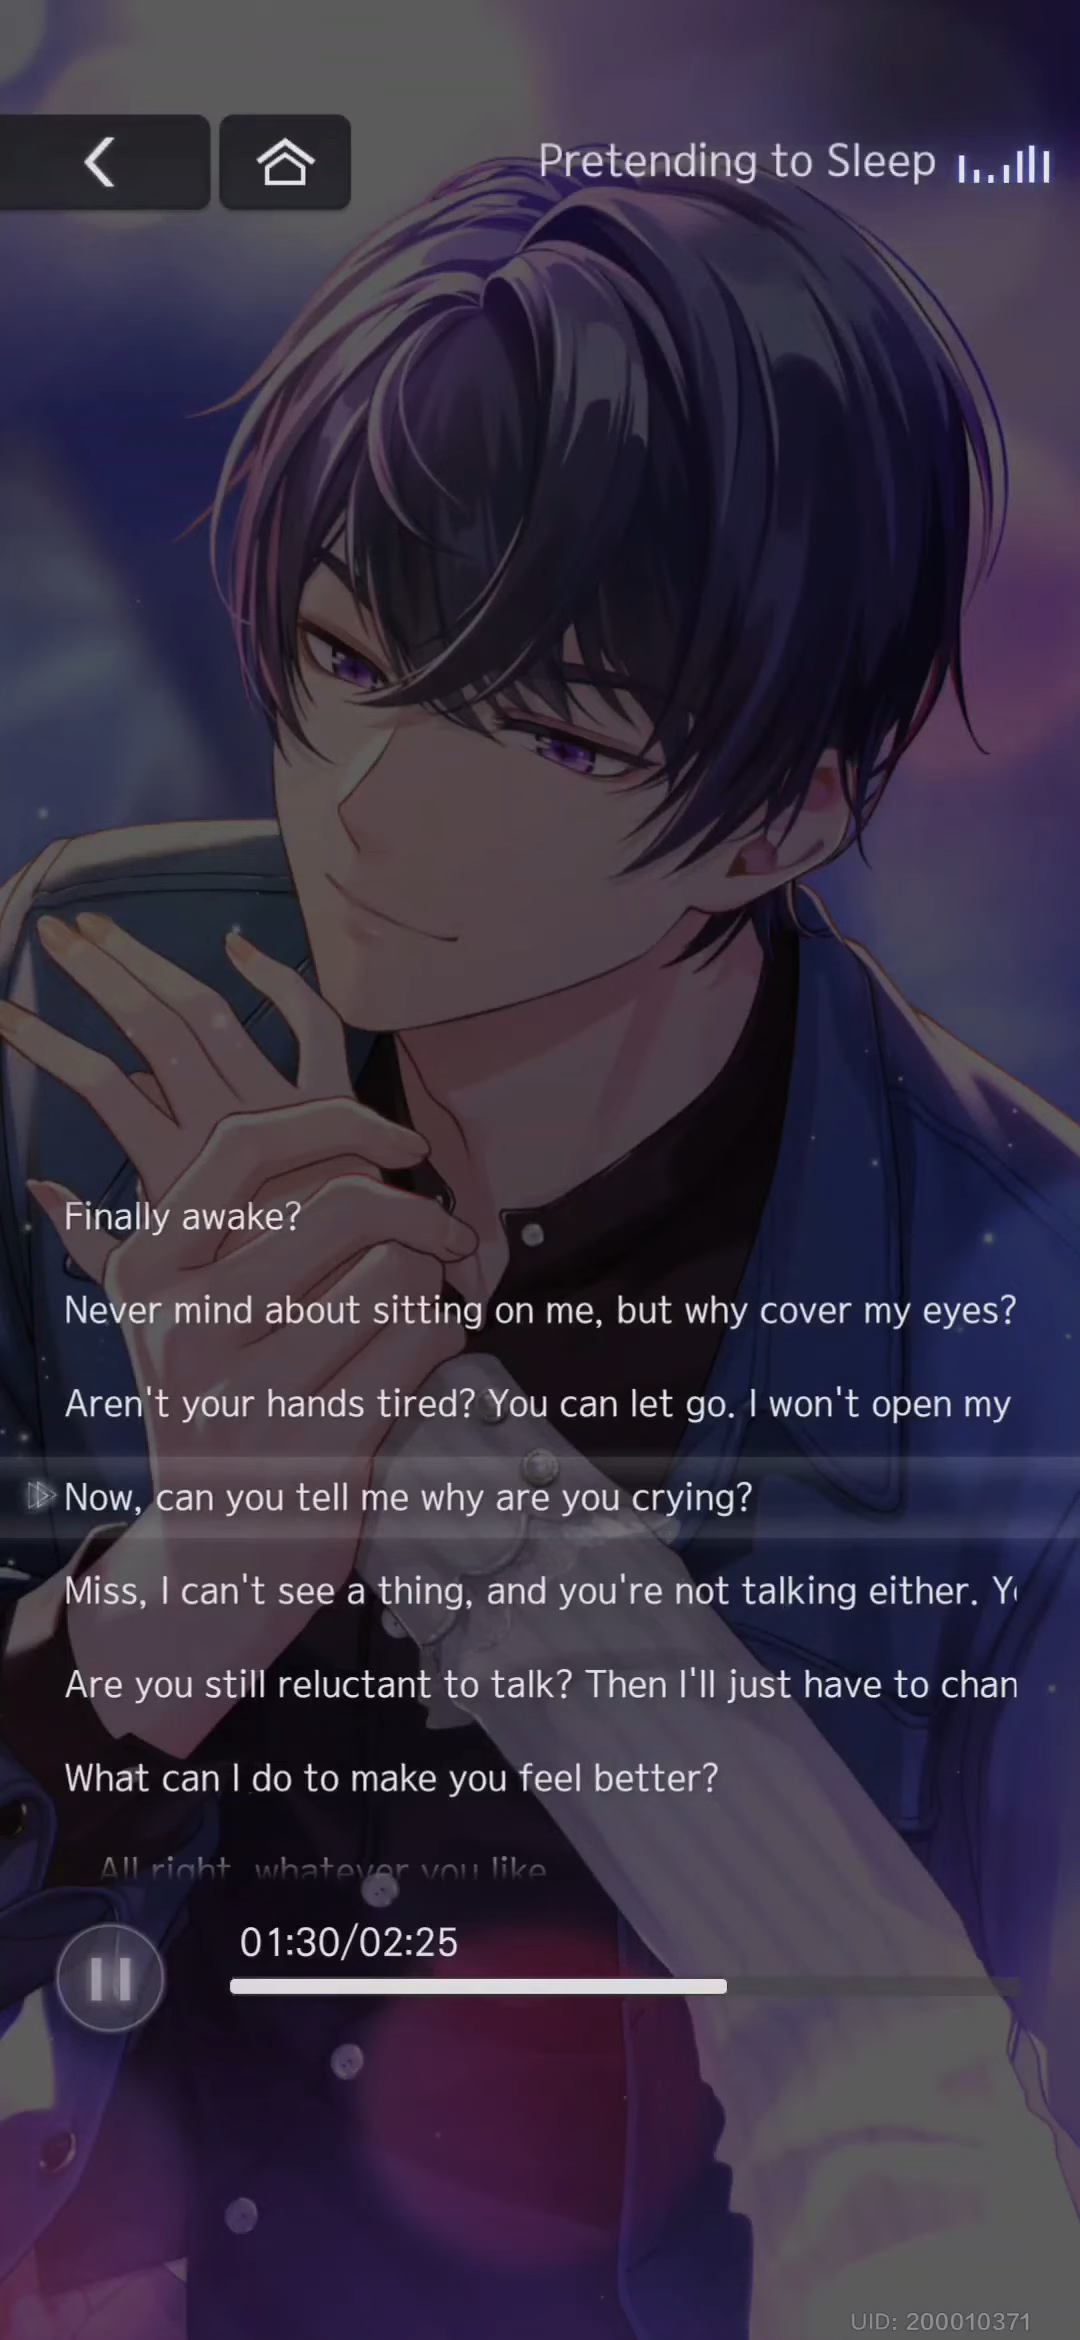 Pretending to Sleep
Finally awake?
Never mind about sitting on me, but why cover my eyes?
Aren't your hands tired? You can let go. I won't open my
Now, can you tell me why are you crying?
Miss, I can't see a thing, and you're not talking either.
Are you still reluctant to talk? Then I'll just have to chan
What can I do to make you feel better?
All right, whatever you like
01:30/02:25
UID: 200010371